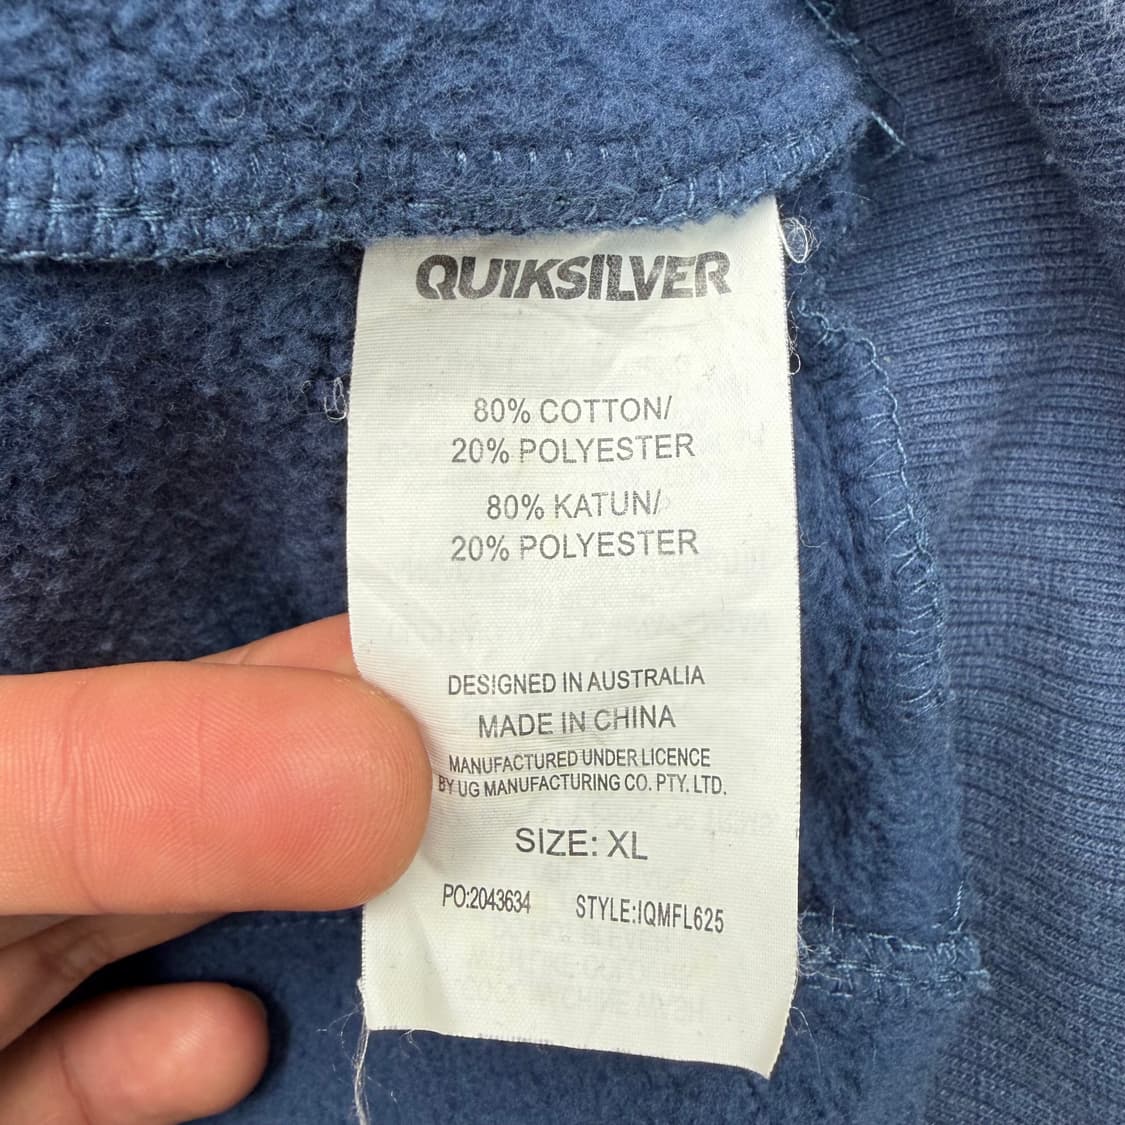 QUIKSILVER
80% COTTON/
20% POLYESTER
80% KATUN/
20% POLYESTER
DESIGNED IN AUSTRALIA
MADE IN CHINA
MANUFACTURED UNDER LICENCE
BY UG MANUFACTURING CO. PTY. LTD.
SIZE: XL
PO:2043634 STYLE:IQMFL625